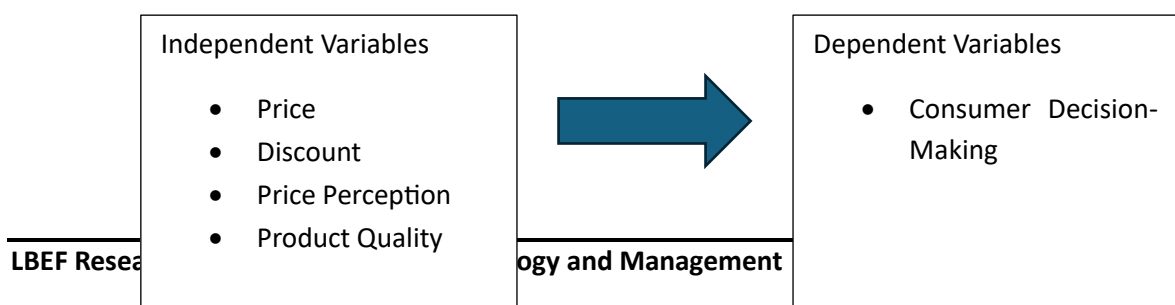 Independent Variables
• Price
• Discount
• Price Perception
• Product Quality
Dependent Variables
• Consumer Decision-
Making
LBEF Resea ogy and Management